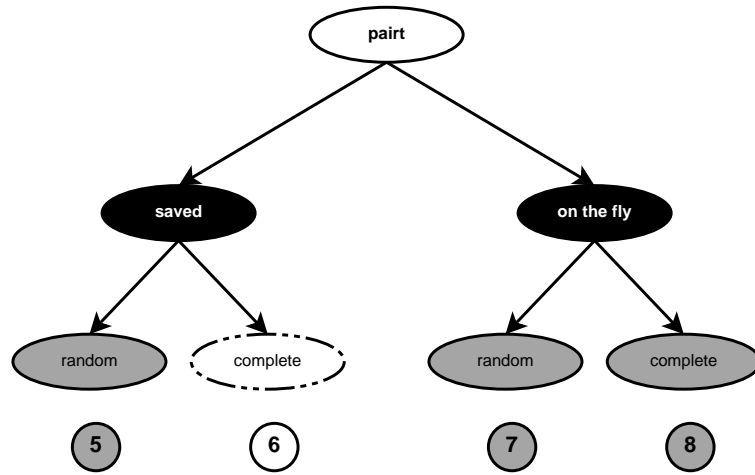 pairt
saved
on the fly
random
complete
random
complete
5
6
7
8